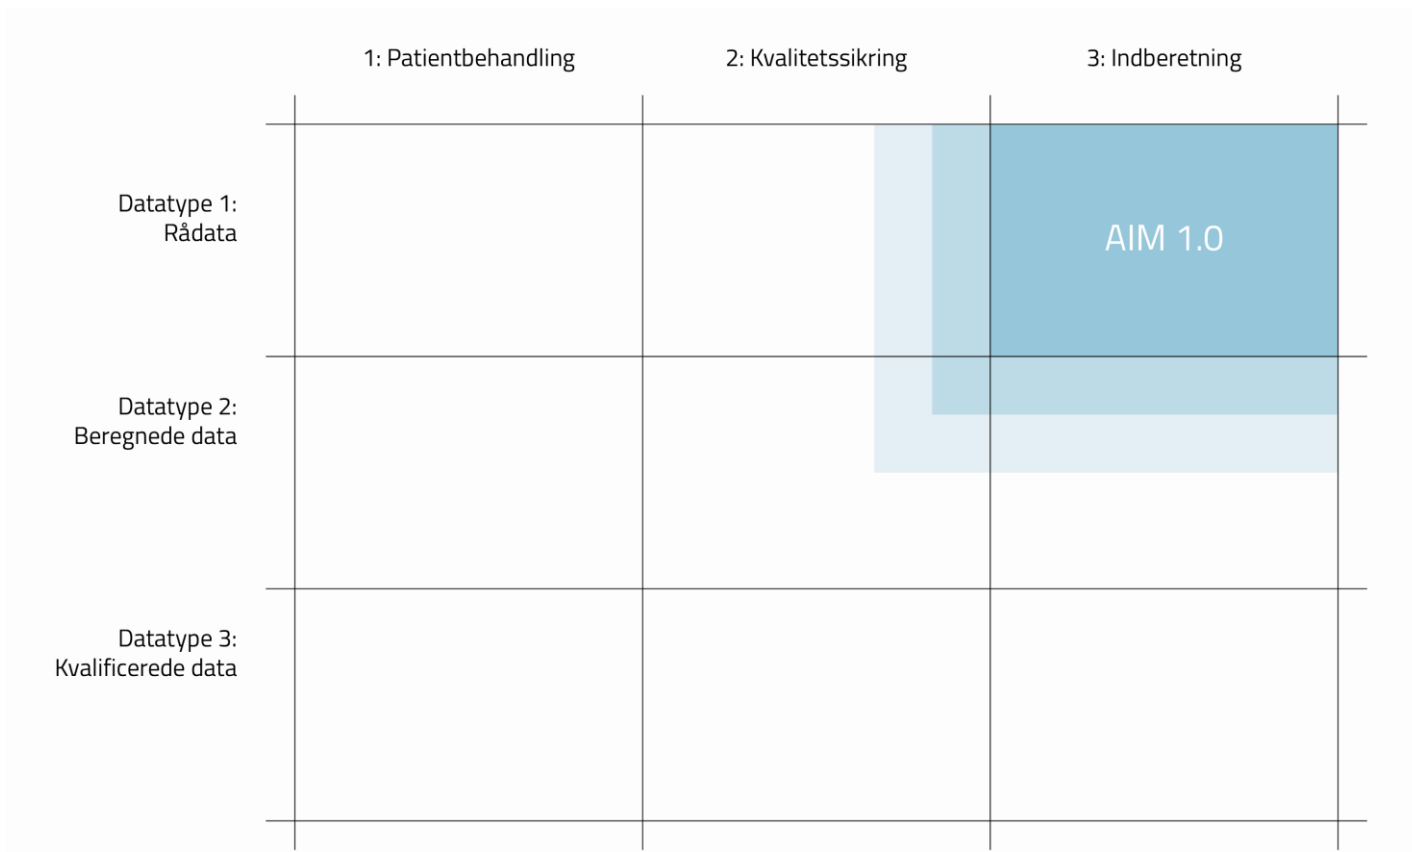 1: Patientbehandling
2: Kvalitetssikring
3: Indberetning
Datatype 1:
Rådata
AIM 1.0
Datatype 2:
Beregnede data
Datatype 3:
Kvalificerede data